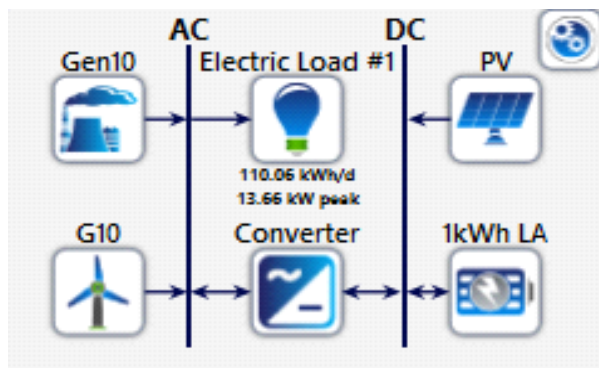 AC DC
Gen10 Electric Load #1 PV
110.06 kWh/d
13.66 kW peak
G10 Converter 1kWh LA